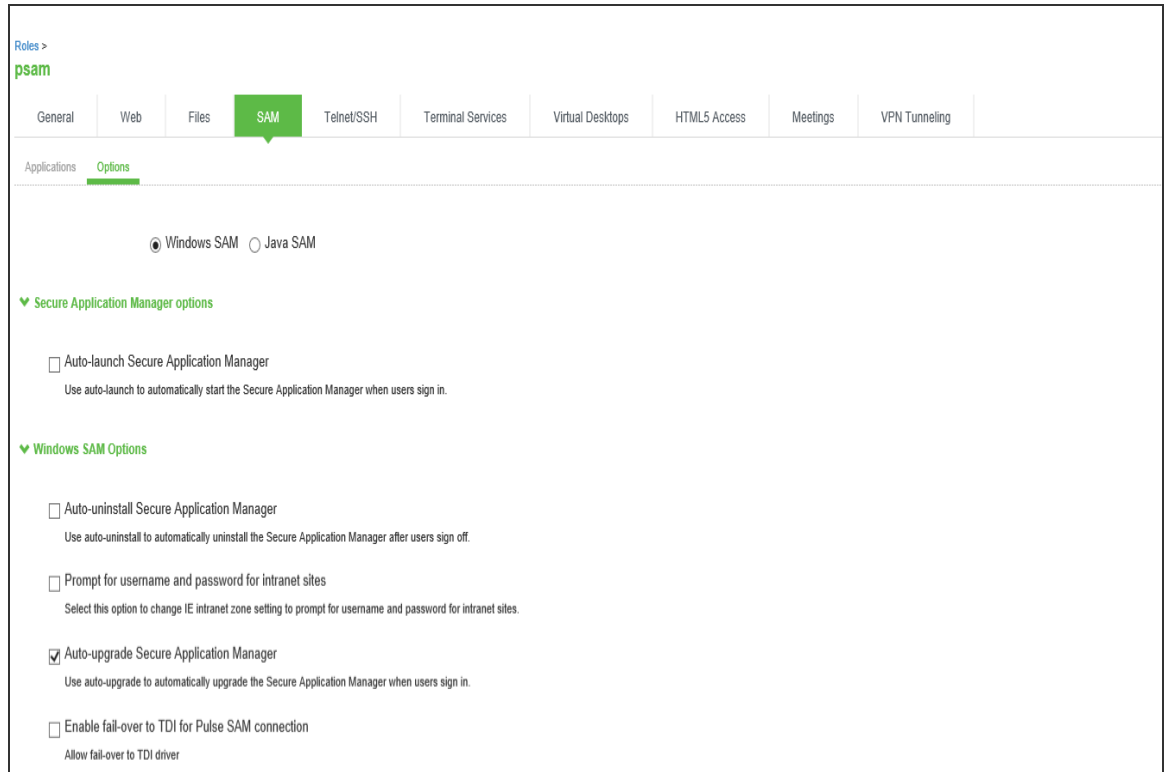 Roles >
psam
General Web Files SAM Telnet/SSH Terminal Services Virtual Desktops HTML5 Access Meetings VPN Tunneling
Applications Options
Windows SAM Java SAM
Secure Application Manager options
Auto-launch Secure Application Manager
Use auto-launch to automatically start the Secure Application Manager when users sign in.
Windows SAM Options
Auto-uninstall Secure Application Manager
Use auto-uninstall to automatically uninstall the Secure Application Manager after users sign off.
Prompt for username and password for intranet sites
Select this option to change IE intranet zone setting to prompt for username and password for intranet sites.
Auto-upgrade Secure Application Manager
Use auto-upgrade to automatically upgrade the Secure Application Manager when users sign in.
Enable fail-over to TDI for Pulse SAM connection
Allow fail-over to TDI driver